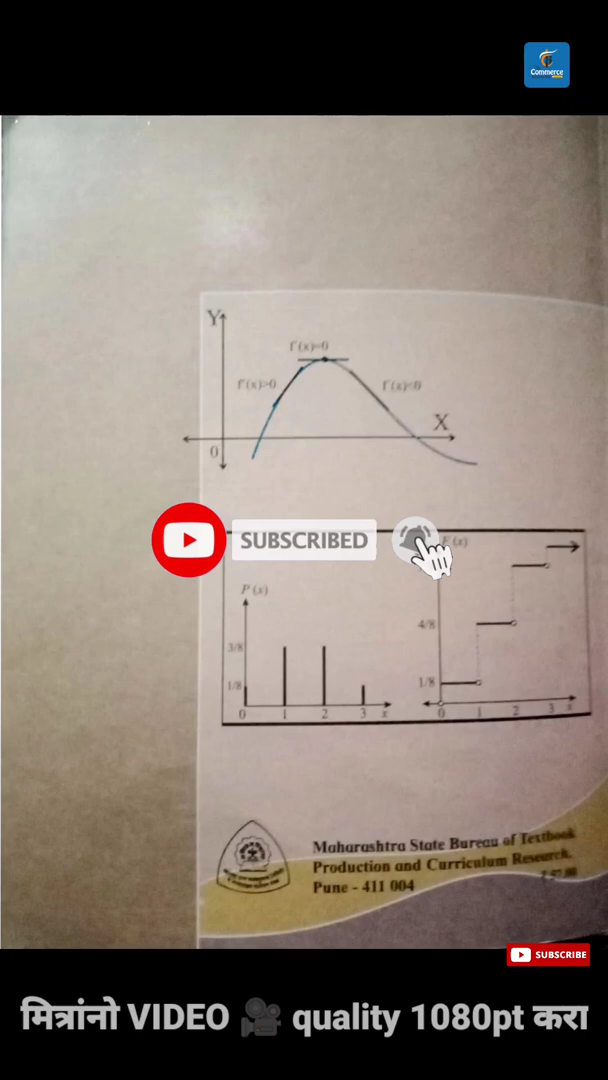 Commerce
Y
f'(x)=0
f'(x)>0
f'(x)<0
X
0
SUBSCRIBED
F(x)
P(x)
3/8
1/8
0 1 2 3 x
4/8
1/8
0 1 2 3 x
Maharashtra State Bureau of Textbook
Production and Curriculum Research,
Pune - 411 004
SUBSCRIBE
मित्रांनो VIDEO 🎥 quality 1080pt करा